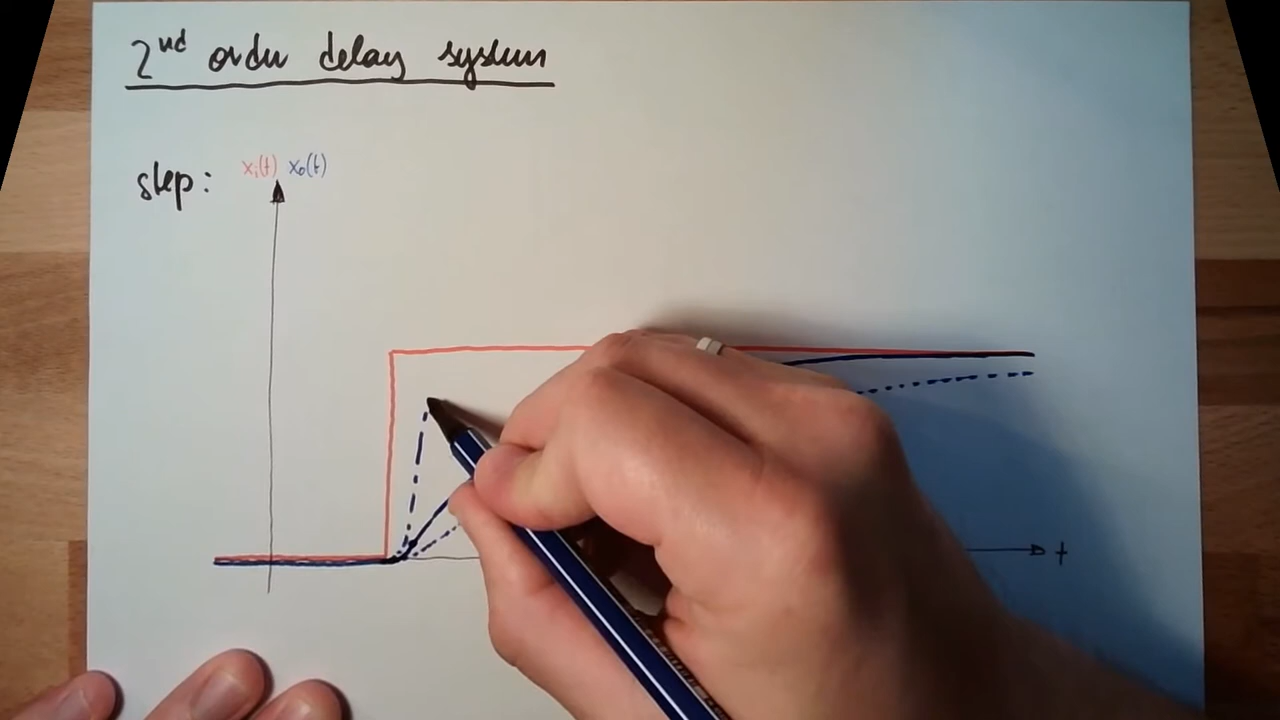 2nd order delay system
step: xi(t) xo(t)
t